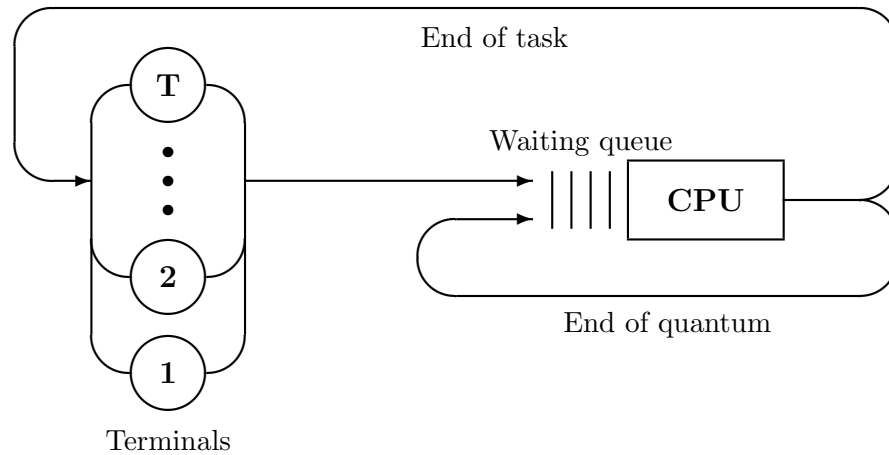 End of task
T
Waiting queue
CPU
2
End of quantum
1
Terminals